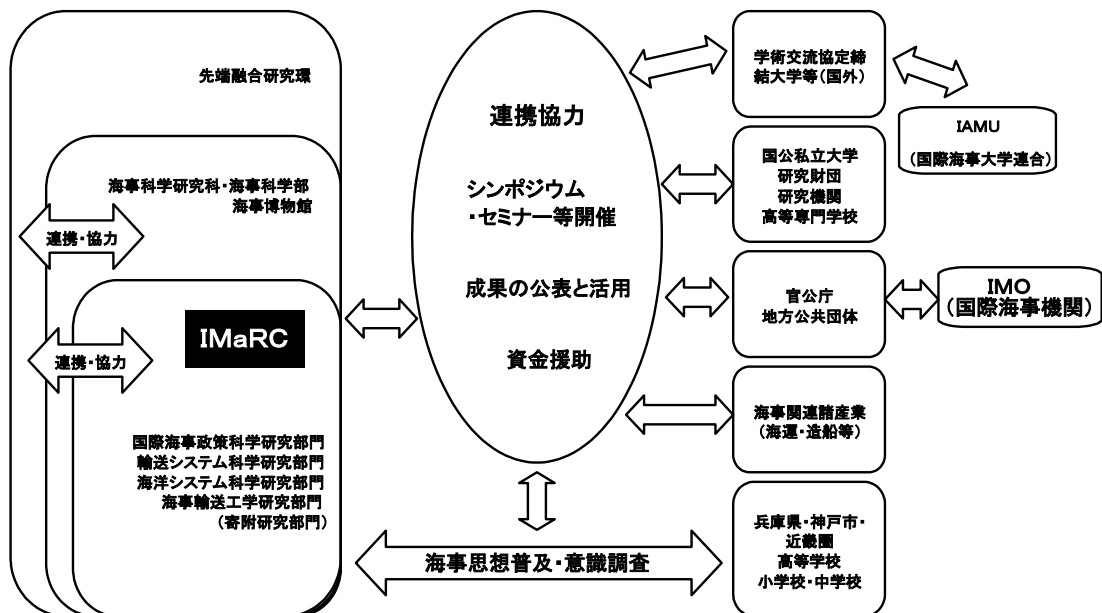 先端融合研究環
海事科学研究科・海事科学部
海事博物館
連携・協力
IMaRC
連携・協力
国際海事政策科学研究部門
輸送システム科学研究部門
海洋システム科学研究部門
海事輸送工学研究部門
(寄附研究部門)
連携協力
シンポジウム
・セミナー等開催
成果の公表と活用
資金援助
海事思想普及・意識調査
学術交流協定締
結大学等(国外)
IAMU
(国際海事大学連合)
国公私立大学
研究財団
研究機関
高等専門学校
官公庁
地方公共団体
IMO
(国際海事機関)
海事関連諸産業
(海運・造船等)
兵庫県・神戸市・
近畿圏
高等学校
小学校・中学校